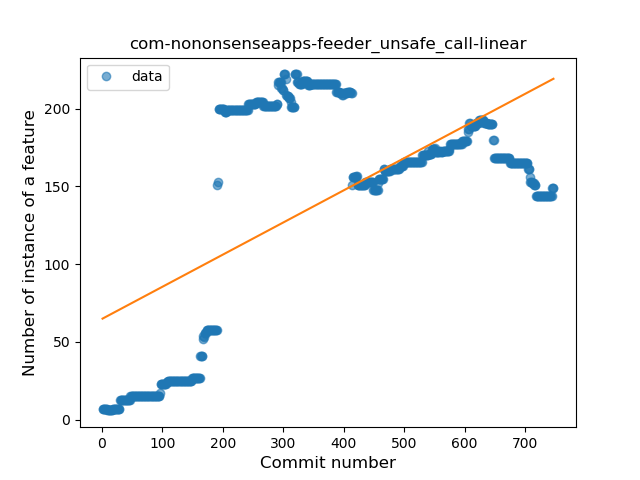 com-nononsenseapps-feeder_unsafe_call-linear
data
Number of instance of a feature
200
150
100
50
0
0 100 200 300 400 500 600 700
Commit number